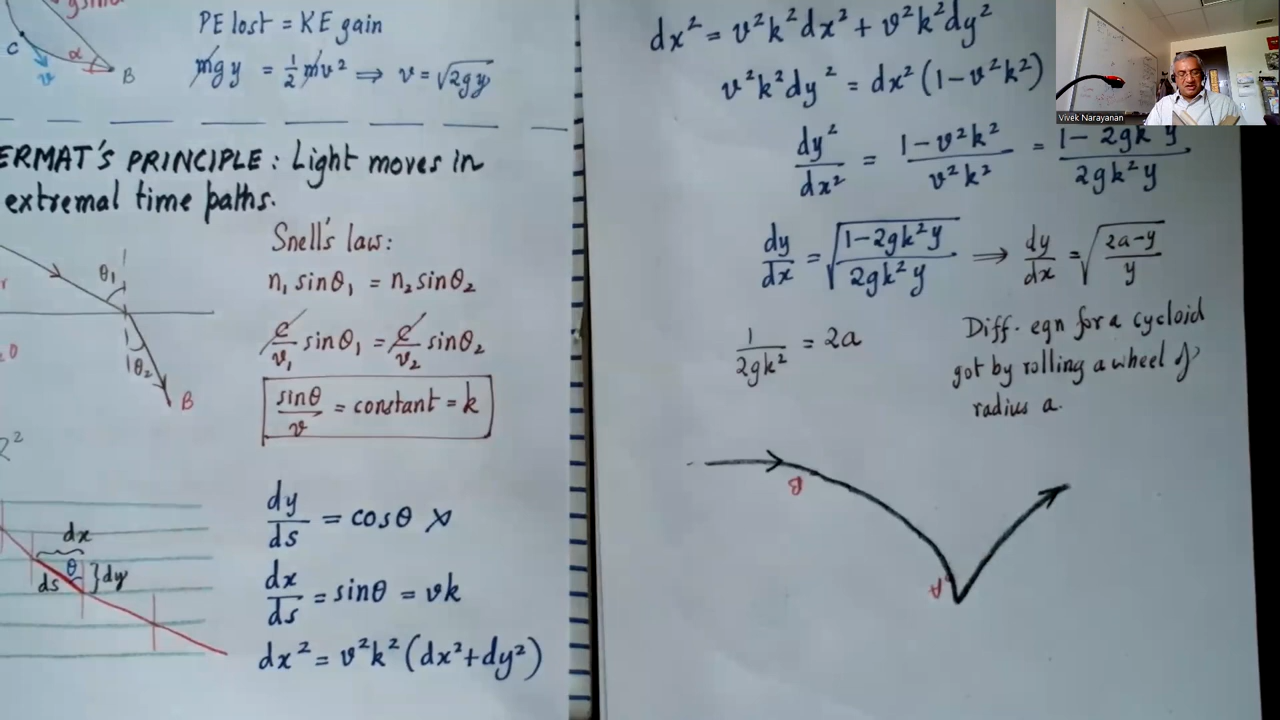 PE lost = KE gain
mgy = 1/2 mv² ⟹ v = √2gy
C
v
α
B
ERMAT'S PRINCIPLE: Light moves in
extremal time paths.
Snell's law:
n₁ sinθ₁ = n₂ sinθ₂
c/v₁ sinθ₁ = c/v₂ sinθ₂
sinθ/v = constant = k
θ₁
θ₂
B
dy/ds = cosθ
dx/ds = sinθ = vk
dx² = v²k²(dx²+dy²)
dx
θ
ds
dy
dx² = v²k²dx² + v²k²dy²
v²k²dy² = dx²(1-v²k²)
dy²/dx² = 1-v²k²/v²k² = 1-2gk²y/2gk²y
dy/dx = √1-2gk²y/2gk²y ⟹ dy/dx = √2a-y/y
1/2gk² = 2a
Diff. eqn for a cycloid
got by rolling a wheel of
radius a.
B
A
Vivek Narayanan